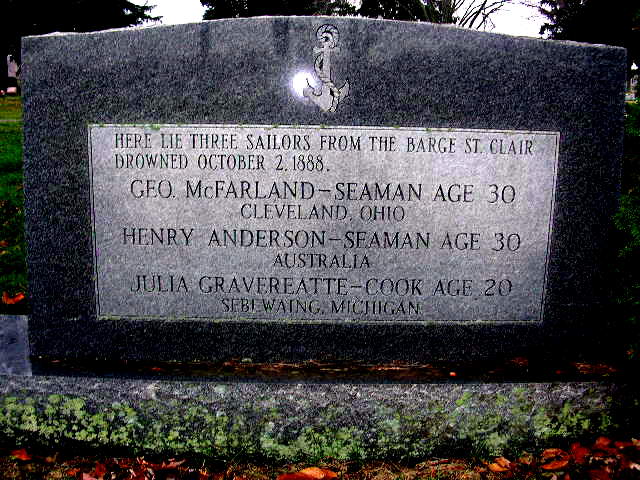 HERE LIE THREE SAILORS FROM THE BARGE ST. CLAIR
DROWNED OCTOBER 2, 1888.
GEO. McFARLAND-SEAMAN AGE 30
CLEVELAND, OHIO
HENRY ANDERSON-SEAMAN AGE 30
AUSTRALIA
JULIA GRAVEREATTE-COOK AGE 20
SEBEWAING, MICHIGAN